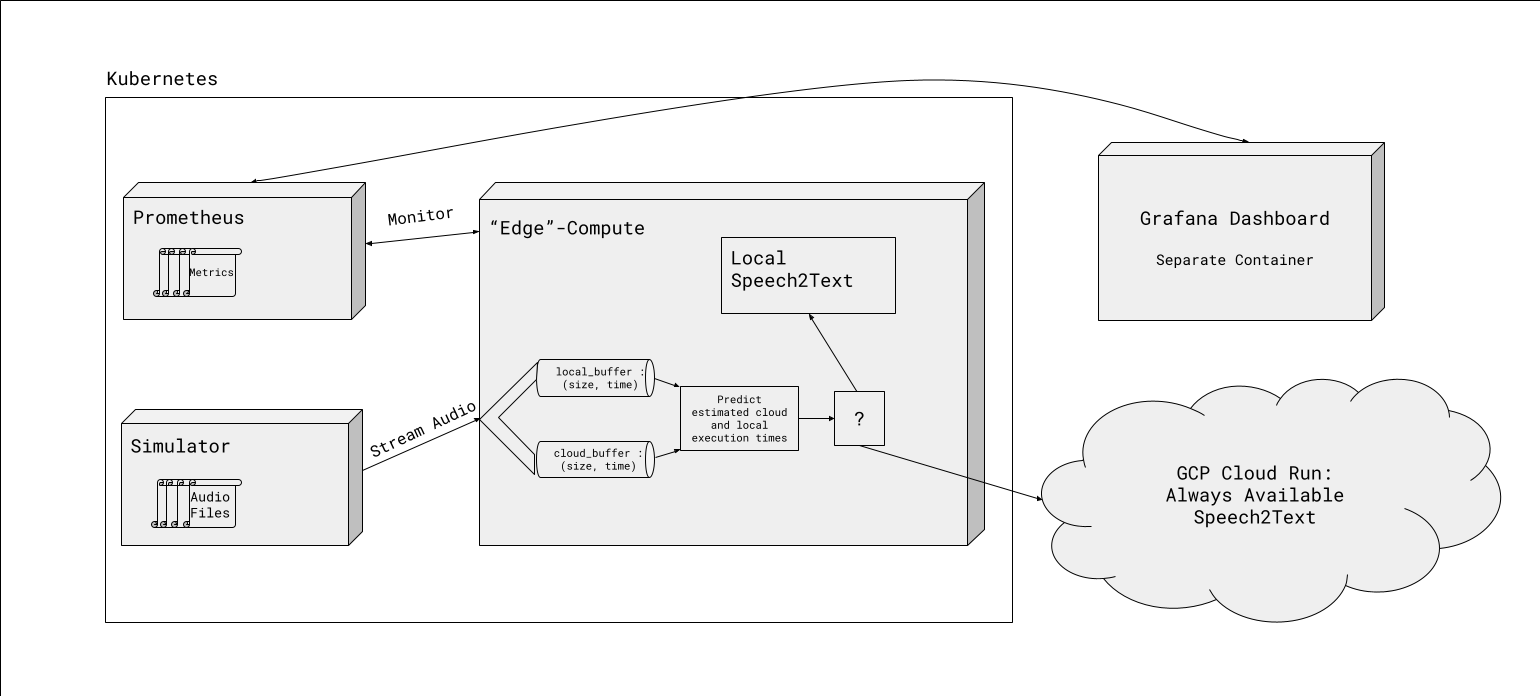 Kubernetes
Prometheus
Metrics
Monitor
“Edge”-Compute
Local
Speech2Text
Grafana Dashboard
Separate Container
Simulator
Audio
Files
Stream Audio
local_buffer :
(size, time)
cloud_buffer :
(size, time)
Predict
estimated cloud
and local
execution times
?
GCP Cloud Run:
Always Available
Speech2Text